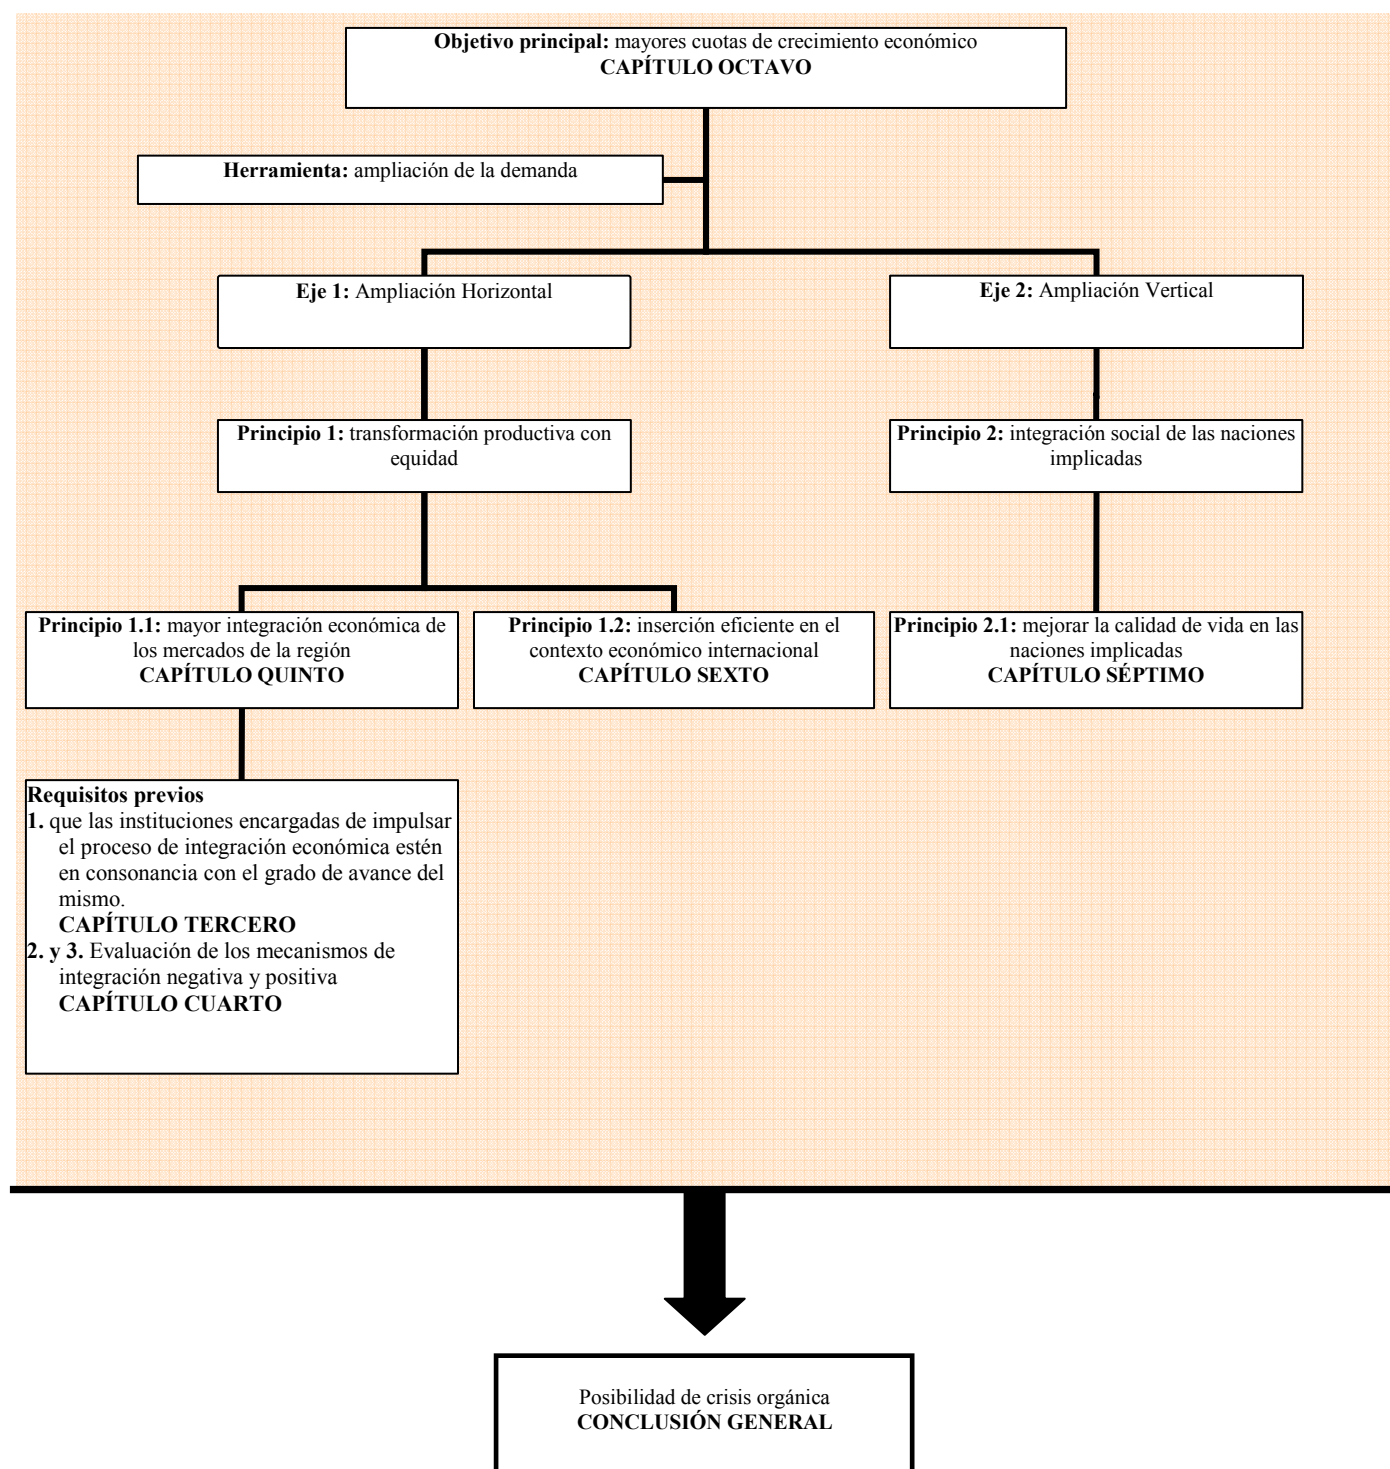 Objetivo principal: mayores cuotas de crecimiento económico
CAPÍTULO OCTAVO
Herramienta: ampliación de la demanda
Eje 1: Ampliación Horizontal
Eje 2: Ampliación Vertical
Principio 1: transformación productiva con
equidad
Principio 2: integración social de las naciones
implicadas
Principio 1.1: mayor integración económica de
los mercados de la región
CAPÍTULO QUINTO
Principio 1.2: inserción eficiente en el
contexto económico internacional
CAPÍTULO SEXTO
Principio 2.1: mejorar la calidad de vida en las
naciones implicadas
CAPÍTULO SÉPTIMO
Requisitos previos
1. que las instituciones encargadas de impulsar
el proceso de integración económica estén
en consonancia con el grado de avance del
mismo.
CAPÍTULO TERCERO
2. y 3. Evaluación de los mecanismos de
integración negativa y positiva
CAPÍTULO CUARTO
Posibilidad de crisis orgánica
CONCLUSIÓN GENERAL